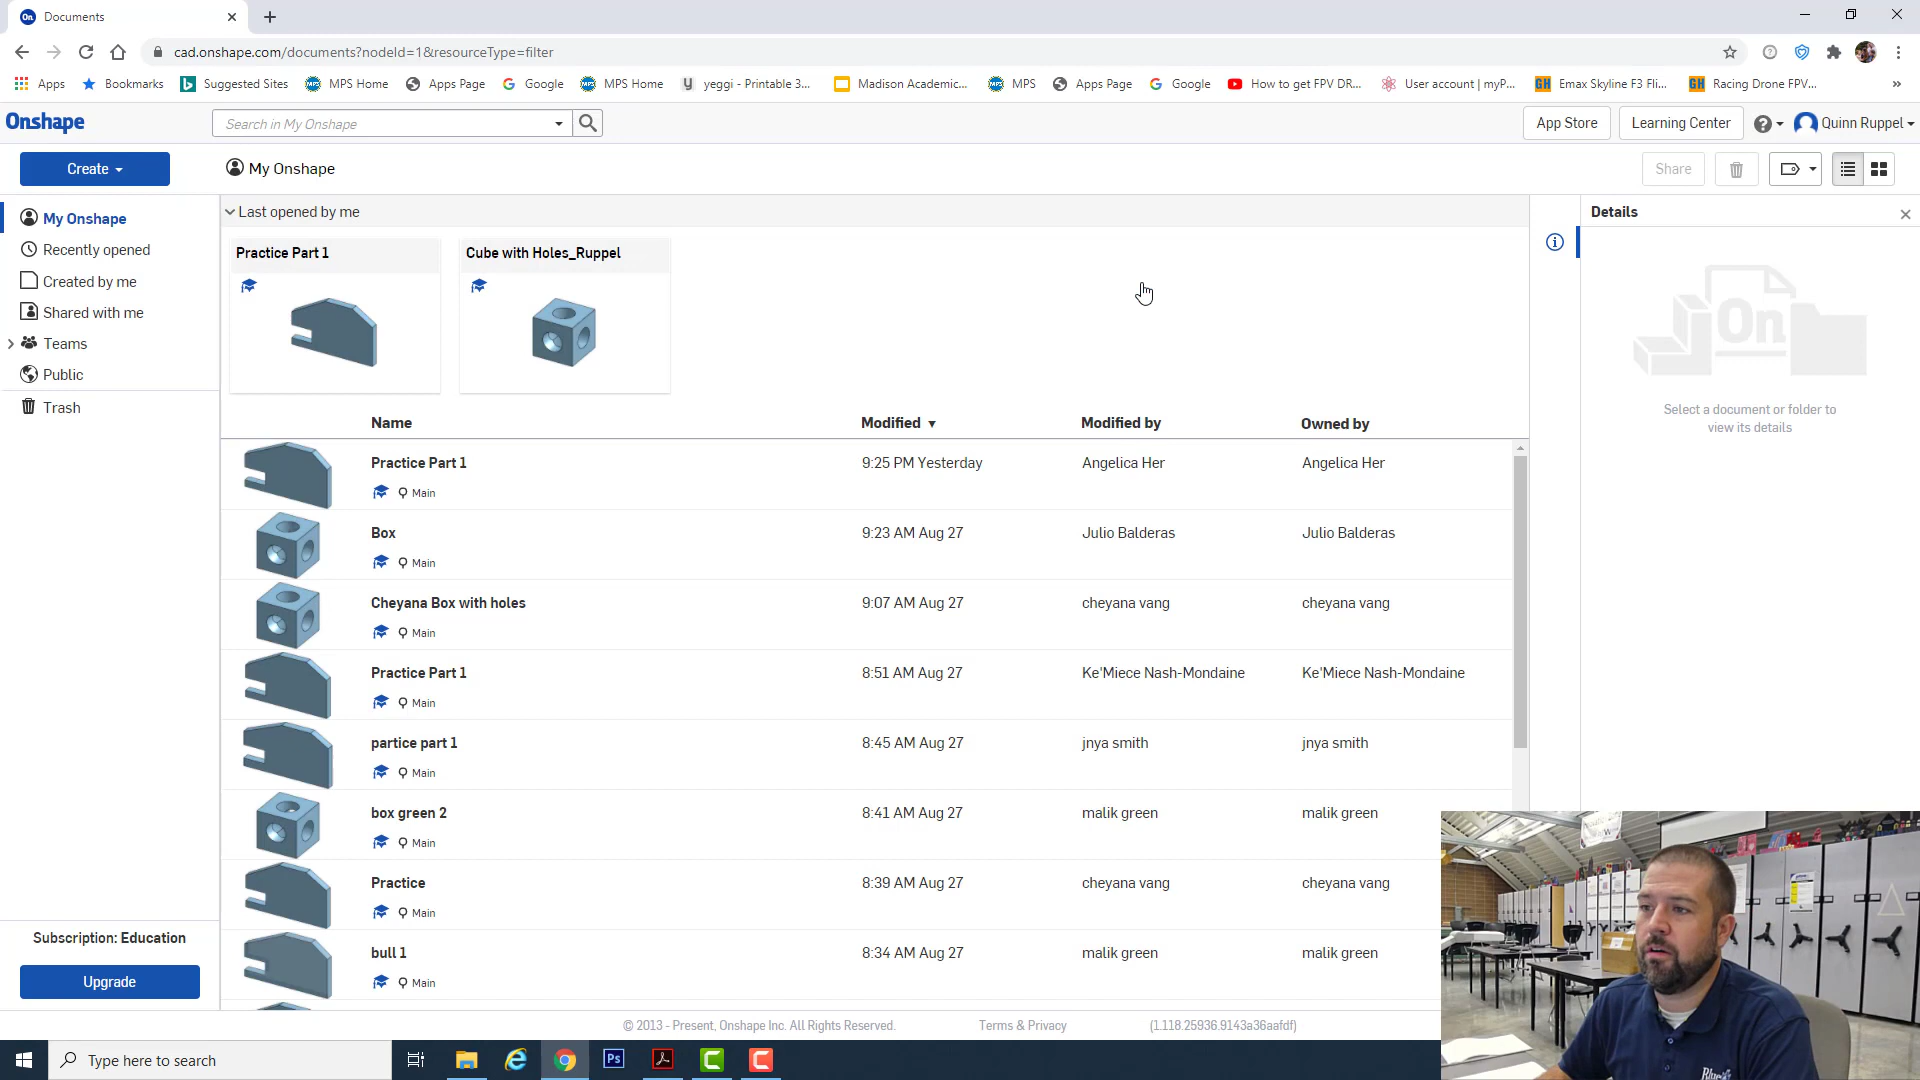 On Documents
cad.onshape.com/documents?nodeId=1&resourceType=filter
Apps Bookmarks Suggested Sites MPS Home Apps Page Google MPS Home yeggi - Printable 3... Madison Academic... MPS Apps Page Google How to get FPV DR... User account | myP... Emax Skyline F3 Fli... Racing Drone FPV... »
Onshape Search in My Onshape App Store Learning Center Quinn Ruppel
Create My Onshape Share
My Onshape
Recently opened
Created by me
Shared with me
Teams
Public
Trash
Last opened by me
Practice Part 1 Cube with Holes_Ruppel
Name Modified Modified by Owned by
Practice Part 1 9:25 PM Yesterday Angelica Her Angelica Her
Main
Box 9:23 AM Aug 27 Julio Balderas Julio Balderas
Main
Cheyana Box with holes 9:07 AM Aug 27 cheyana vang cheyana vang
Main
Practice Part 1 8:51 AM Aug 27 Ke'Miece Nash-Mondaine Ke'Miece Nash-Mondaine
Main
partice part 1 8:45 AM Aug 27 jnya smith jnya smith
Main
box green 2 8:41 AM Aug 27 malik green malik green
Main
Practice 8:39 AM Aug 27 cheyana vang cheyana vang
Main
bull 1 8:34 AM Aug 27 malik green malik green
Main
Details
On
Select a document or folder to
view its details
Subscription: Education
Upgrade
© 2013 - Present, Onshape Inc. All Rights Reserved. Terms & Privacy (1.118.25936.9143a36aafdf)
Type here to search Ps